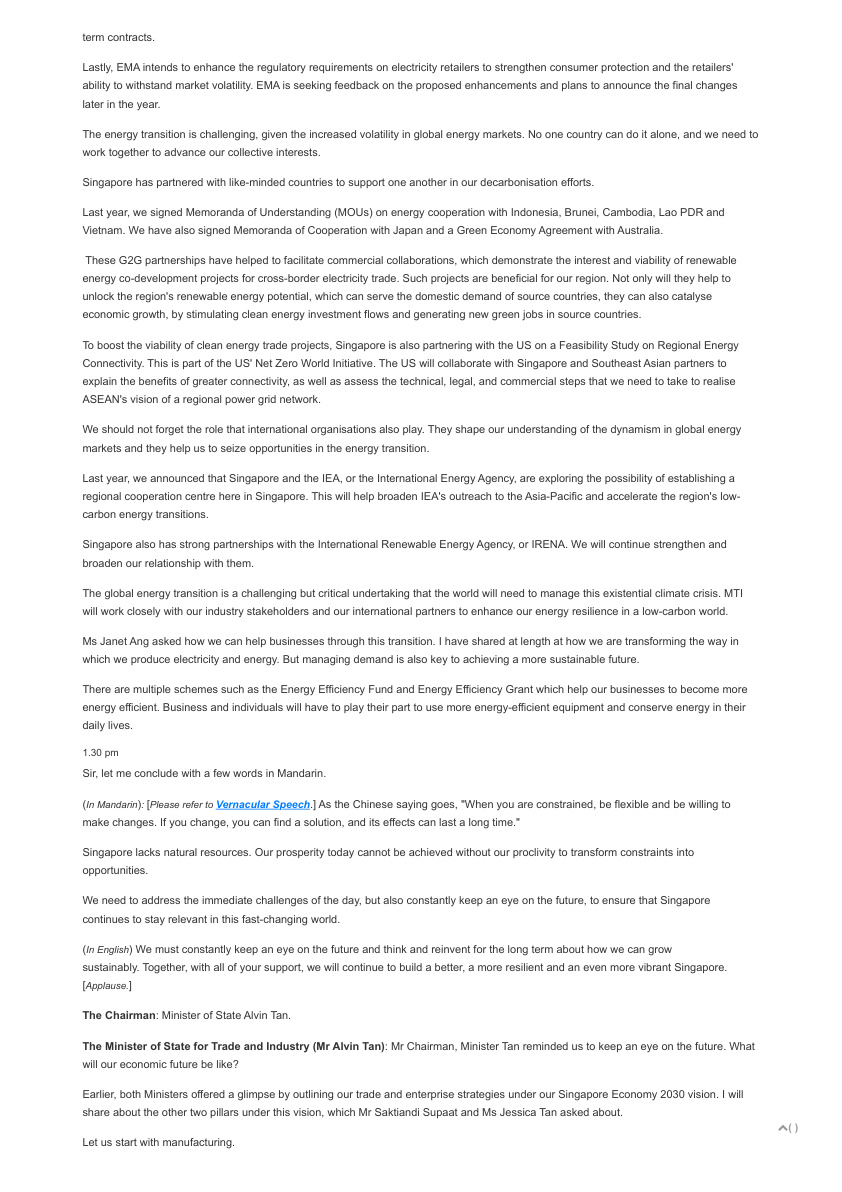 term contracts.
Lastly, EMA intends to enhance the regulatory requirements on electricity retailers to strengthen consumer protection and the retailers'
ability to withstand market volatility. EMA is seeking feedback on the proposed enhancements and plans to announce the final changes
later in the year.
The energy transition is challenging, given the increased volatility in global energy markets. No one country can do it alone, and we need to
work together to advance our collective interests.
Singapore has partnered with like-minded countries to support one another in our decarbonisation efforts.
Last year, we signed Memoranda of Understanding (MOUs) on energy cooperation with Indonesia, Brunei, Cambodia, Lao PDR and
Vietnam. We have also signed Memoranda of Cooperation with Japan and a Green Economy Agreement with Australia.
These G2G partnerships have helped to facilitate commercial collaborations, which demonstrate the interest and viability of renewable
energy co-development projects for cross-border electricity trade. Such projects are beneficial for our region. Not only will they help to
unlock the region's renewable energy potential, which can serve the domestic demand of source countries, they can also catalyse
economic growth, by stimulating clean energy investment flows and generating new green jobs in source countries.
To boost the viability of clean energy trade projects, Singapore is also partnering with the US on a Feasibility Study on Regional Energy
Connectivity. This is part of the US' Net Zero World Initiative. The US will collaborate with Singapore and Southeast Asian partners to
explain the benefits of greater connectivity, as well as assess the technical, legal, and commercial steps that we need to take to realise
ASEAN's vision of a regional power grid network.
We should not forget the role that international organisations also play. They shape our understanding of the dynamism in global energy
markets and they help us to seize opportunities in the energy transition.
Last year, we announced that Singapore and the IEA, or the International Energy Agency, are exploring the possibility of establishing a
regional cooperation centre here in Singapore. This will help broaden IEA's outreach to the Asia-Pacific and accelerate the region's low-
carbon energy transitions.
Singapore also has strong partnerships with the International Renewable Energy Agency, or IRENA. We will continue strengthen and
broaden our relationship with them.
The global energy transition is a challenging but critical undertaking that the world will need to manage this existential climate crisis. MTI
will work closely with our industry stakeholders and our international partners to enhance our energy resilience in a low-carbon world.
Ms Janet Ang asked how we can help businesses through this transition. I have shared at length at how we are transforming the way in
which we produce electricity and energy. But managing demand is also key to achieving a more sustainable future.
There are multiple schemes such as the Energy Efficiency Fund and Energy Efficiency Grant which help our businesses to become more
energy efficient. Business and individuals will have to play their part to use more energy-efficient equipment and conserve energy in their
daily lives.
1.30 pm
Sir, let me conclude with a few words in Mandarin.
(In Mandarin): [Please refer to Vernacular Speech.] As the Chinese saying goes, "When you are constrained, be flexible and be willing to
make changes. If you change, you can find a solution, and its effects can last a long time."
Singapore lacks natural resources. Our prosperity today cannot be achieved without our proclivity to transform constraints into
opportunities.
We need to address the immediate challenges of the day, but also constantly keep an eye on the future, to ensure that Singapore
continues to stay relevant in this fast-changing world.
(In English) We must constantly keep an eye on the future and think and reinvent for the long term about how we can grow
sustainably. Together, with all of your support, we will continue to build a better, a more resilient and an even more vibrant Singapore.
[Applause.]
The Chairman: Minister of State Alvin Tan.
The Minister of State for Trade and Industry (Mr Alvin Tan): Mr Chairman, Minister Tan reminded us to keep an eye on the future. What
will our economic future be like?
Earlier, both Ministers offered a glimpse by outlining our trade and enterprise strategies under our Singapore Economy 2030 vision. I will
share about the other two pillars under this vision, which Mr Saktiandi Supaat and Ms Jessica Tan asked about.
( )
Let us start with manufacturing.